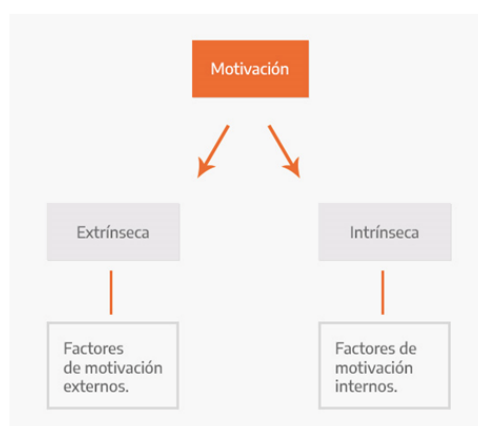 Motivación
Extrínseca
Intrínseca
Factores
de motivación
externos.
Factores de
motivación
internos.